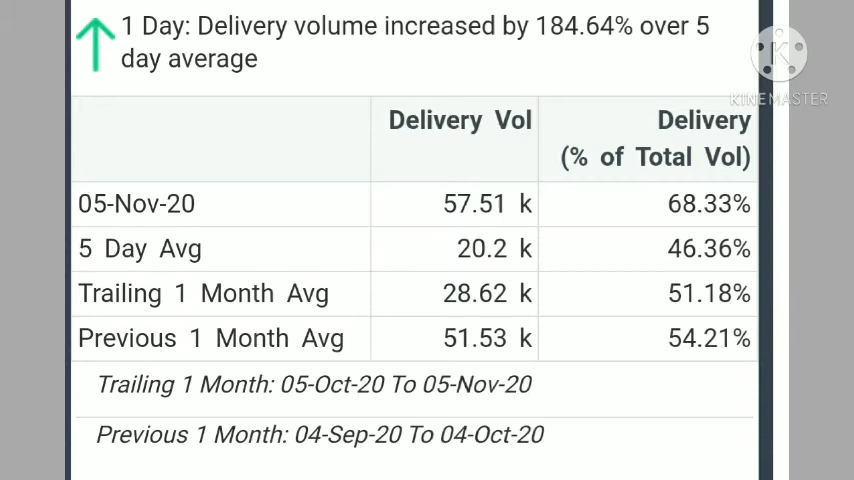 1 Day: Delivery volume increased by 184.64% over 5
day average
K
KINEMASTER
Delivery Vol Delivery
(% of Total Vol)
05-Nov-20 57.51 k 68.33%
5 Day Avg 20.2 k 46.36%
Trailing 1 Month Avg 28.62 k 51.18%
Previous 1 Month Avg 51.53 k 54.21%
Trailing 1 Month: 05-Oct-20 To 05-Nov-20
Previous 1 Month: 04-Sep-20 To 04-Oct-20